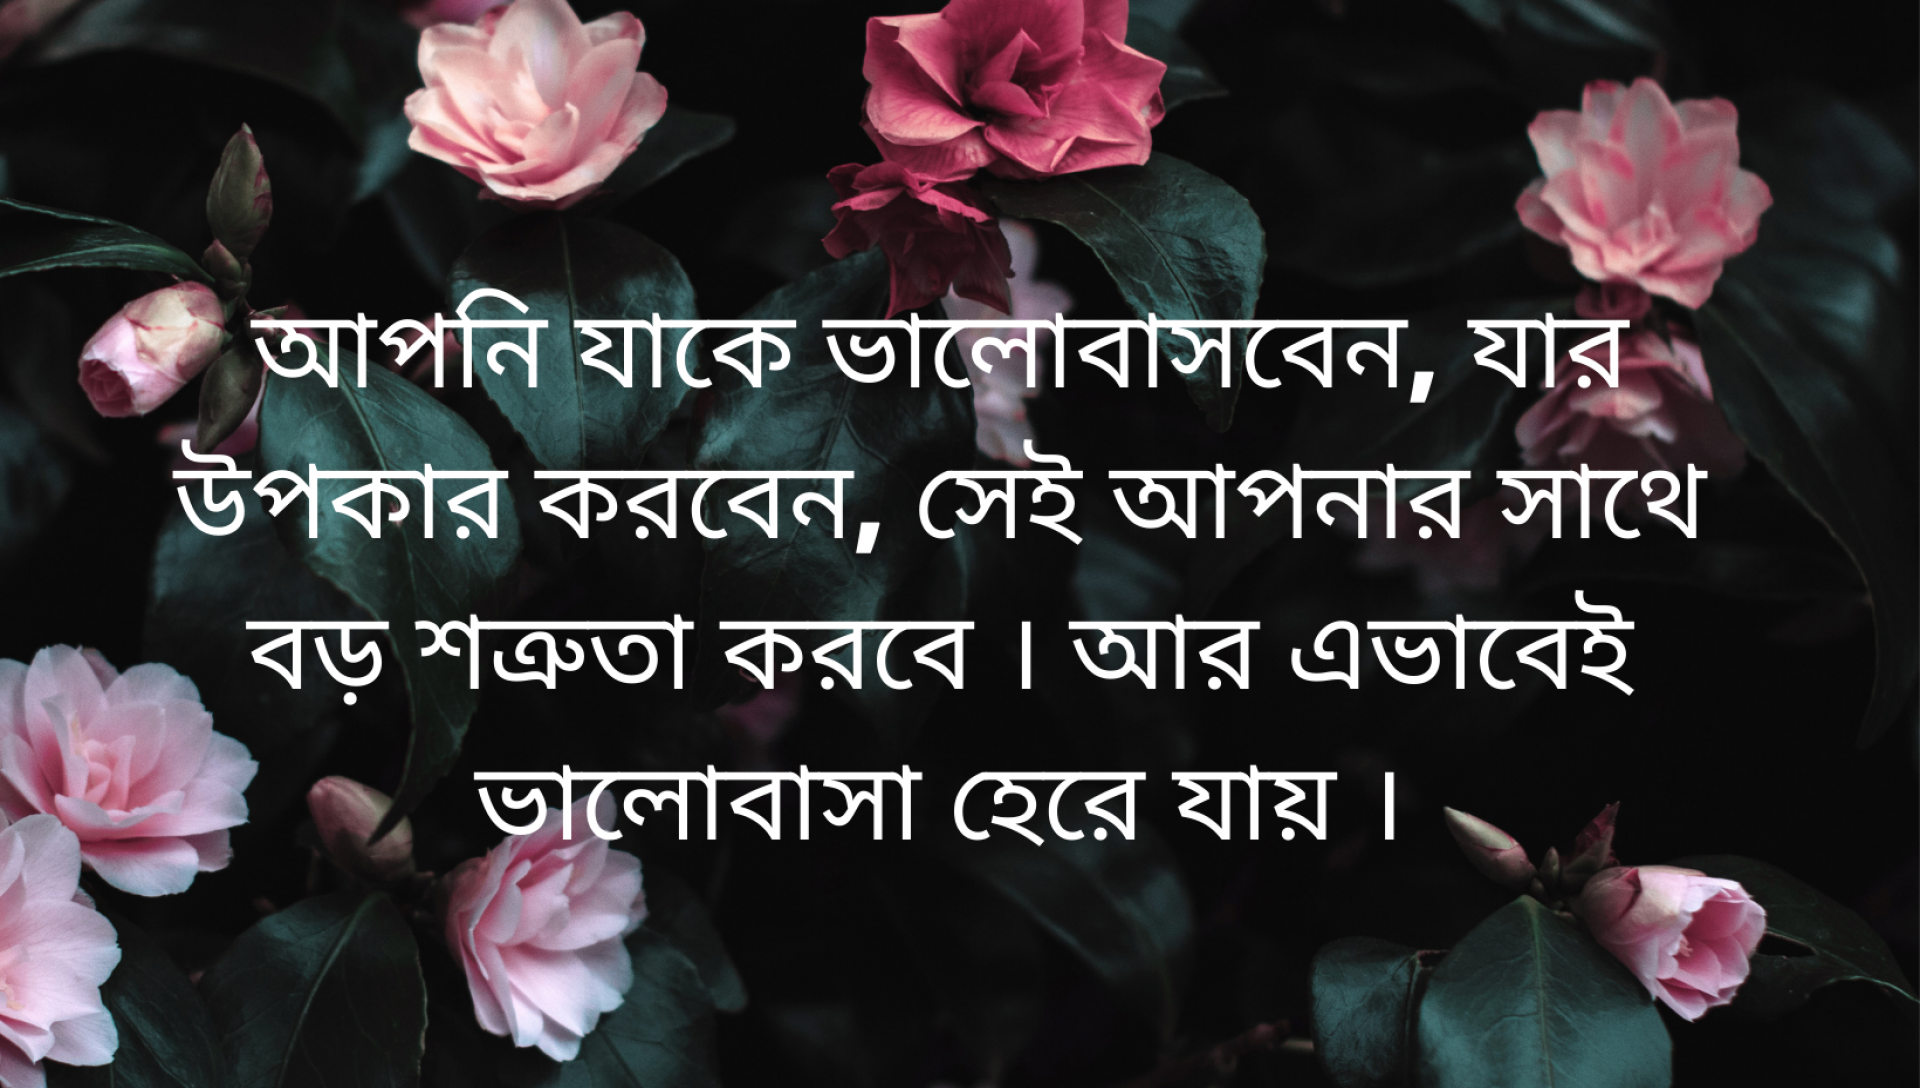 আপনি যাকে ভালোবাসবেন, যার
উপকার করবেন, সেই আপনার সাথে
বড় শত্রুতা করবে । আর এভাবেই
ভালোবাসা হেরে যায় ।